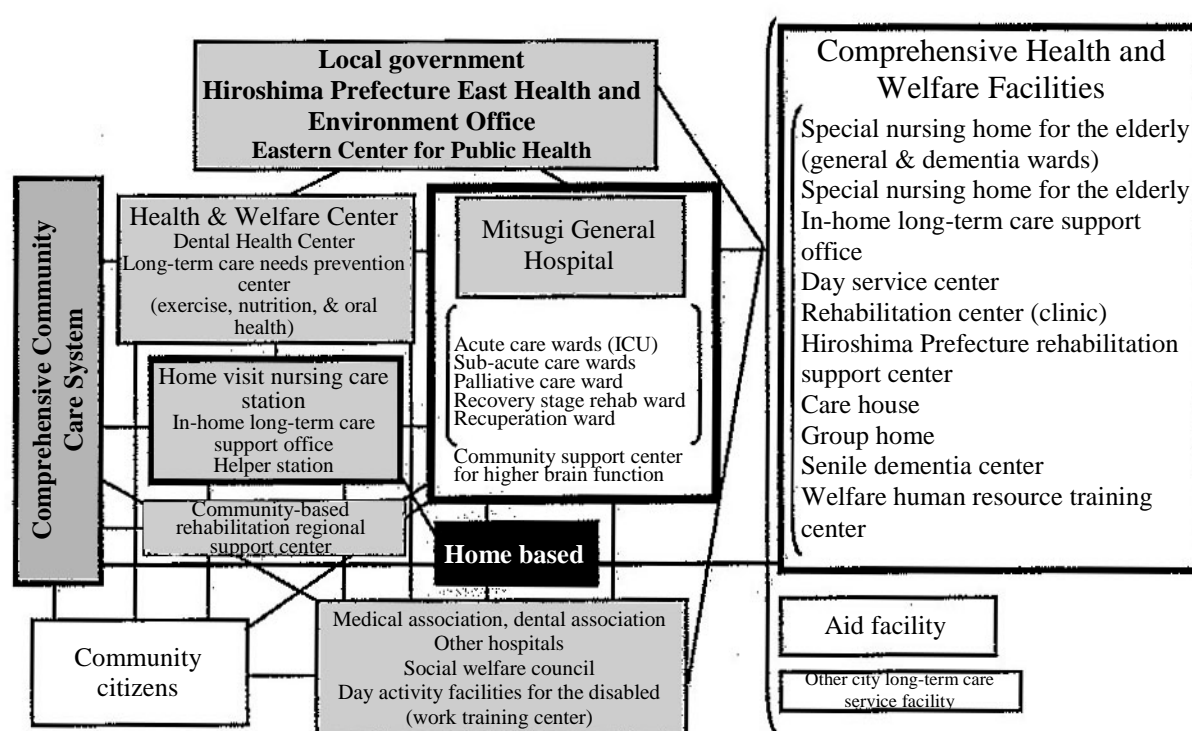 Local government
Hiroshima Prefecture East Health and
Environment Office
Eastern Center for Public Health
Comprehensive Community
Care System
Health & Welfare Center
Dental Health Center
Long-term care needs prevention
center
(exercise, nutrition, & oral
health)
Home visit nursing care
station
In-home long-term care
support office
Helper station
Community-based
rehabilitation regional
support center
Mitsugi General
Hospital
Acute care wards (ICU)
Sub-acute care wards
Palliative care ward
Recovery stage rehab ward
Recuperation ward
Community support center
for higher brain function
Home based
Community
citizens
Medical association, dental association
Other hospitals
Social welfare council
Day activity facilities for the disabled
(work training center)
Comprehensive Health and
Welfare Facilities
Special nursing home for the elderly
(general & dementia wards)
Special nursing home for the elderly
In-home long-term care support
office
Day service center
Rehabilitation center (clinic)
Hiroshima Prefecture rehabilitation
support center
Care house
Group home
Senile dementia center
Welfare human resource training
center
Aid facility
Other city long-term care
service facility